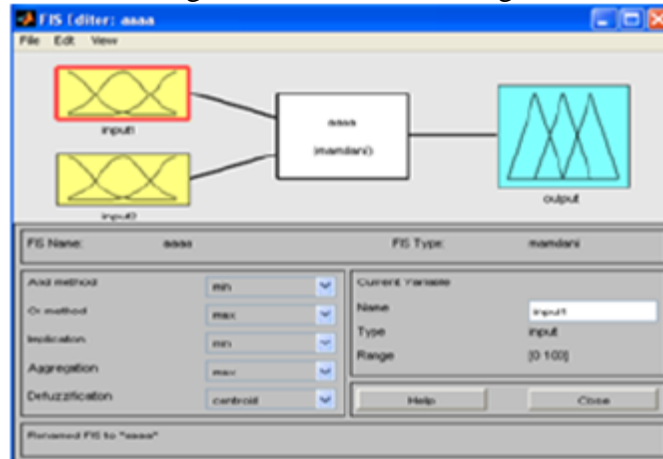 FIS Editor: aaaa
File Edit View
input1
aaaa
(mamdani)
input2
output
FIS Name: aaaa FIS Type: mamdani
And method min
Or method max
Implication min
Aggregation max
Defuzzification centroid
Current Variable
Name input1
Type input
Range [0 100]
Help Close
Renamed FIS to "aaaa"